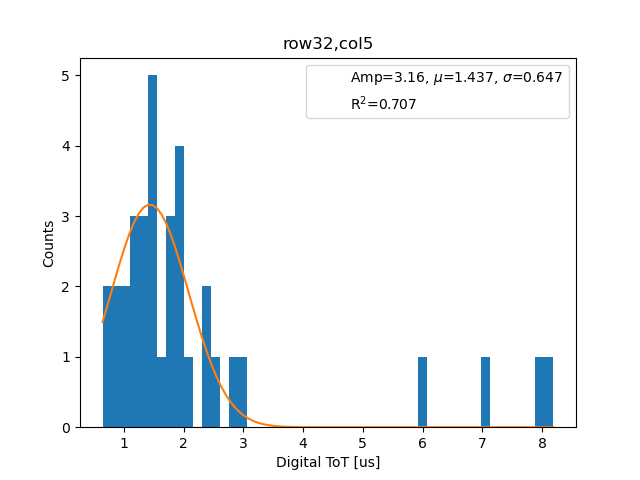 row32,col5
Amp=3.16, μ=1.437, σ=0.647
R²=0.707
5
4
3
2
1
0
Counts
1 2 3 4 5 6 7 8
Digital ToT [us]